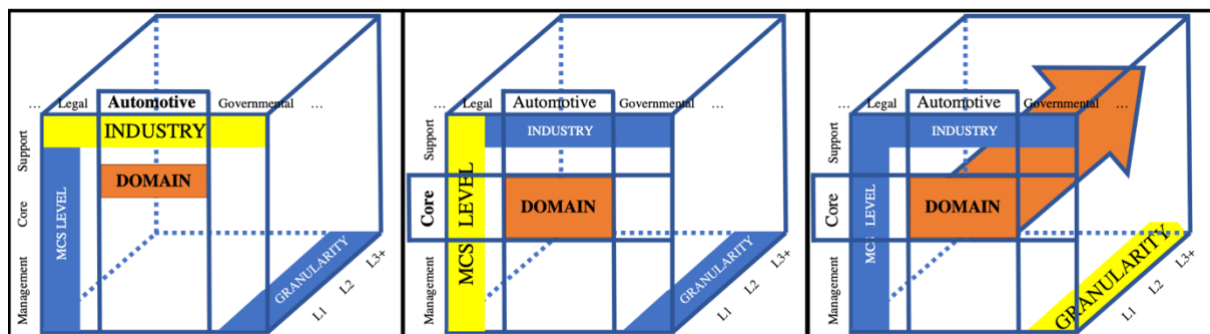 … Legal Automotive Governmental …
INDUSTRY
Support
Core
Management
MCS LEVEL
DOMAIN
GRANULARITY
L1
L2
L3+
… Legal Automotive Governmental …
INDUSTRY
Support
Core
Management
MCS LEVEL
DOMAIN
GRANULARITY
L1
L2
L3+
… Legal Automotive Governmental …
INDUSTRY
Support
Core
Management
MCS LEVEL
DOMAIN
GRANULARITY
L1
L2
L3+